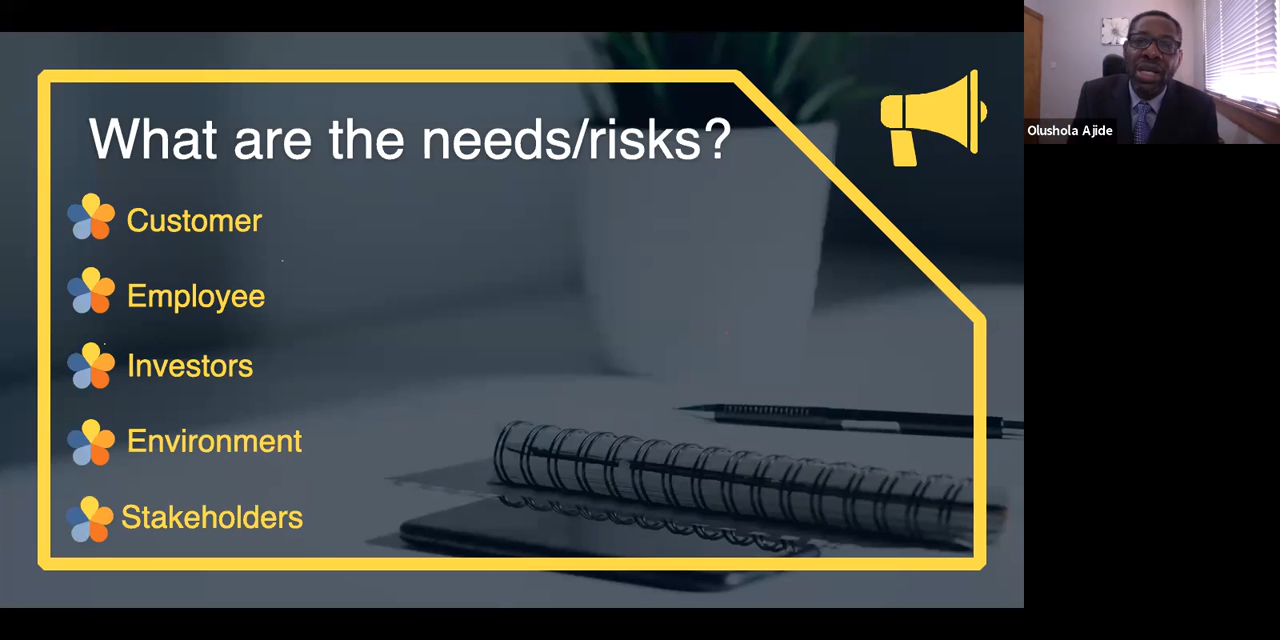 What are the needs/risks?
Customer
Employee
Investors
Environment
Stakeholders
Olushola Ajide